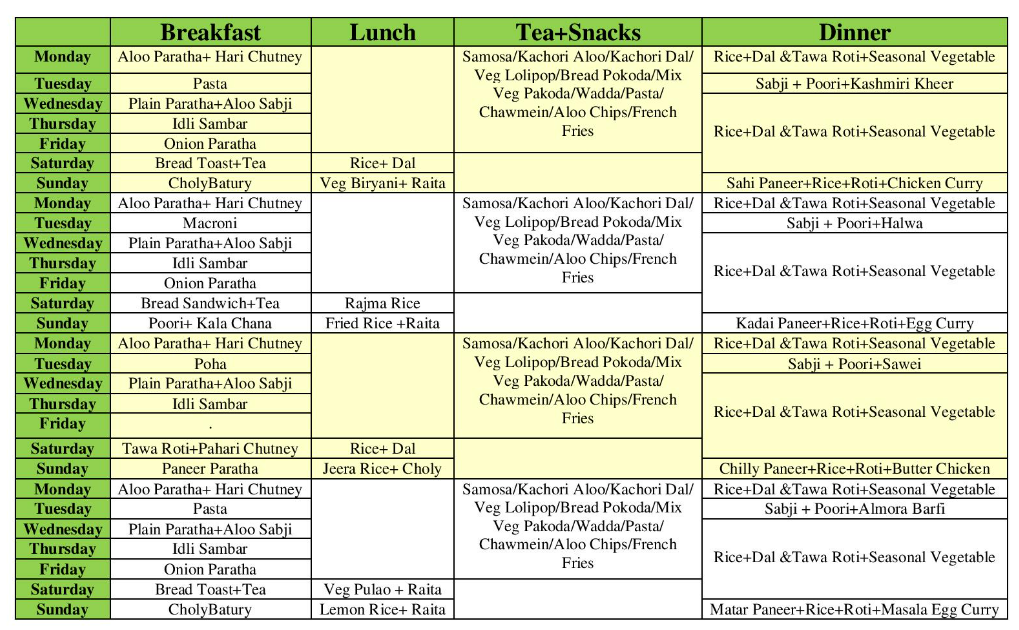 Breakfast Lunch Tea+Snacks Dinner
Monday Aloo Paratha+ Hari Chutney Samosa/Kachori Aloo/Kachori Dal/ Rice+Dal &Tawa Roti+Seasonal Vegetable
Veg Lolipop/Bread Pokoda/Mix
Tuesday Pasta Sabji + Poori+Kashmiri Kheer
Veg Pakoda/Wadda/Pasta/
Wednesday Plain Paratha+Aloo Sabji
Chawmein/Aloo Chips/French
Thursday Idli Sambar Rice+Dal &Tawa Roti+Seasonal Vegetable
Fries
Friday Onion Paratha
Saturday Bread Toast+Tea Rice+ Dal
Sunday CholyBatury Veg Biryani+ Raita Sahi Paneer+Rice+Roti+Chicken Curry
Monday Aloo Paratha+ Hari Chutney Samosa/Kachori Aloo/Kachori Dal/ Rice+Dal &Tawa Roti+Seasonal Vegetable
Tuesday Macroni Veg Lolipop/Bread Pokoda/Mix Sabji + Poori+Halwa
Wednesday Plain Paratha+Aloo Sabji Veg Pakoda/Wadda/Pasta/
Thursday Idli Sambar Chawmein/Aloo Chips/French Rice+Dal &Tawa Roti+Seasonal Vegetable
Friday Onion Paratha Fries
Saturday Bread Sandwich+Tea Rajma Rice
Sunday Poori+ Kala Chana Fried Rice +Raita Kadai Paneer+Rice+Roti+Egg Curry
Monday Aloo Paratha+ Hari Chutney Samosa/Kachori Aloo/Kachori Dal/ Rice+Dal &Tawa Roti+Seasonal Vegetable
Tuesday Poha Veg Lolipop/Bread Pokoda/Mix Sabji + Poori+Sawei
Wednesday Plain Paratha+Aloo Sabji Veg Pakoda/Wadda/Pasta/
Thursday Idli Sambar Chawmein/Aloo Chips/French Rice+Dal &Tawa Roti+Seasonal Vegetable
Friday . Fries
Saturday Tawa Roti+Pahari Chutney Rice+ Dal
Sunday Paneer Paratha Jeera Rice+ Choly Chilly Paneer+Rice+Roti+Butter Chicken
Monday Aloo Paratha+ Hari Chutney Samosa/Kachori Aloo/Kachori Dal/ Rice+Dal &Tawa Roti+Seasonal Vegetable
Tuesday Pasta Veg Lolipop/Bread Pokoda/Mix Sabji + Poori+Almora Barfi
Wednesday Plain Paratha+Aloo Sabji Veg Pakoda/Wadda/Pasta/
Thursday Idli Sambar Chawmein/Aloo Chips/French Rice+Dal &Tawa Roti+Seasonal Vegetable
Friday Onion Paratha Fries
Saturday Bread Toast+Tea Veg Pulao + Raita
Sunday CholyBatury Lemon Rice+ Raita Matar Paneer+Rice+Roti+Masala Egg Curry